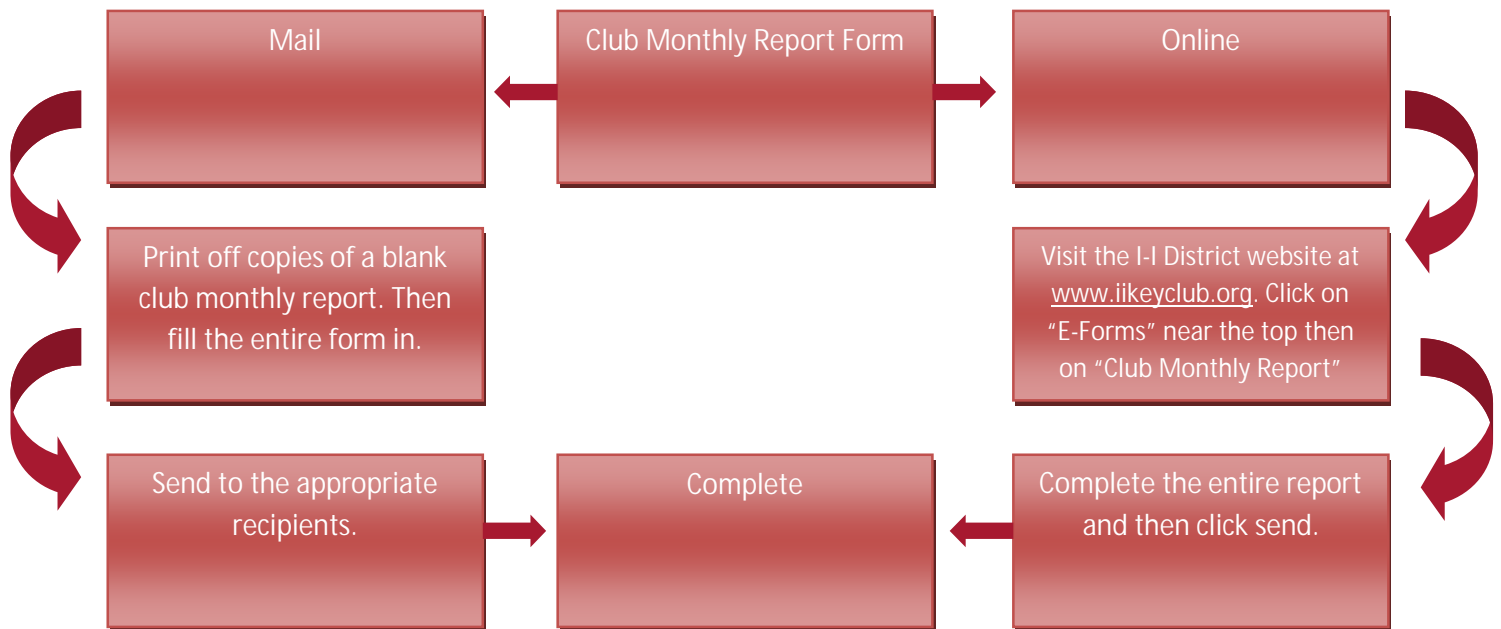 Mail
Club Monthly Report Form
Online
Print off copies of a blank
club monthly report. Then
fill the entire form in.
Visit the I-I District website at
www.iikeyclub.org. Click on
“E-Forms” near the top then
on “Club Monthly Report”
Send to the appropriate
recipients.
Complete
Complete the entire report
and then click send.